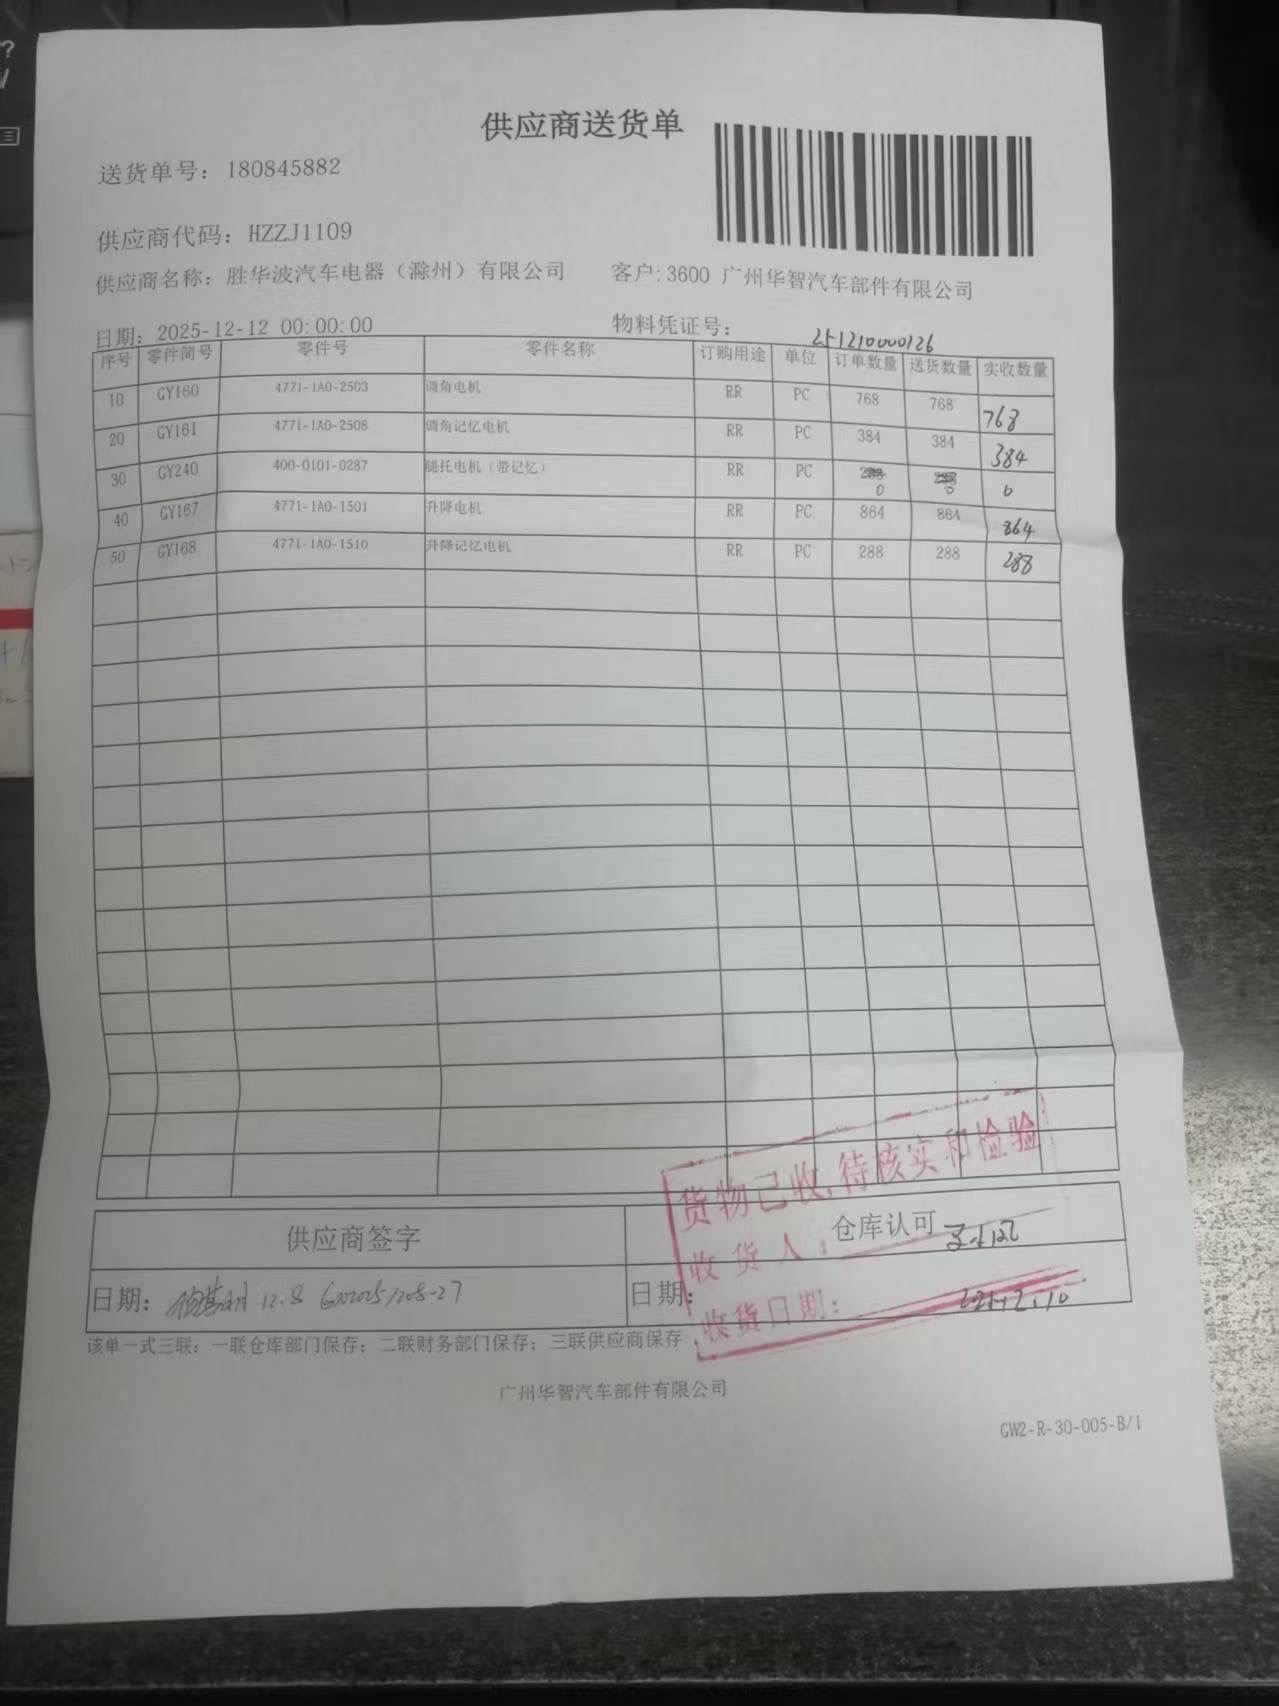 供应商送货单
送货单号：180845882
供应商代码：HZZJ1109
供应商名称：胜华波汽车电器（滁州）有限公司 客户：3600 广州华智汽车部件有限公司
日期：2025-12-12 00:00:00 物料凭证号：
序号 零件简号 零件号 零件名称 订购用途 单位 订单数量 送货数量 实收数量
10 GY160 4771-1A0-2503 调角电机 RR PC 768 768 768
20 GY161 4771-1A0-2508 调角记忆电机 RR PC 384 384 384
30 GY240 400-0101-0287 腿托电机（带记忆） RR PC 0 0 0
40 GY167 4771-1A0-1501 升降电机 RR PC 864 864 864
50 GY168 4771-1A0-1510 升降记忆电机 RR PC 288 288 288
货物已收，待核实和检验
供应商签字 仓库认可
收货人：
日期： 12.8 日期：
收货日期：
该单一式三联：一联仓库部门保存；二联财务部门保存；三联供应商保存
广州华智汽车部件有限公司
GW2-R-30-005-B/1